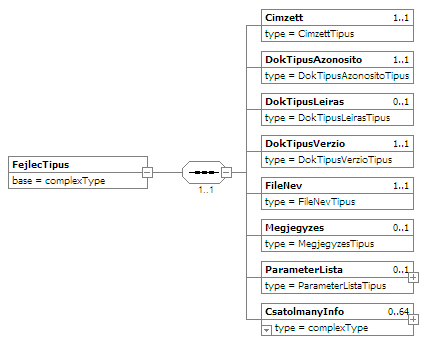 Cimzett 1..1
type = CimzettTipus
DokTipusAzonosito 1..1
type = DokTipusAzonositoTipus
DokTipusLeiras 0..1
type = DokTipusLeirasTipus
DokTipusVerzio 1..1
type = DokTipusVerzioTipus
FejlecTipus
base = complexType
1..1
FileNev 1..1
type = FileNevTipus
Megjegyzes 0..1
type = MegjegyzesTipus
ParameterLista 0..1
type = ParameterListaTipus
CsatolmanyInfo 0..64
type = complexType